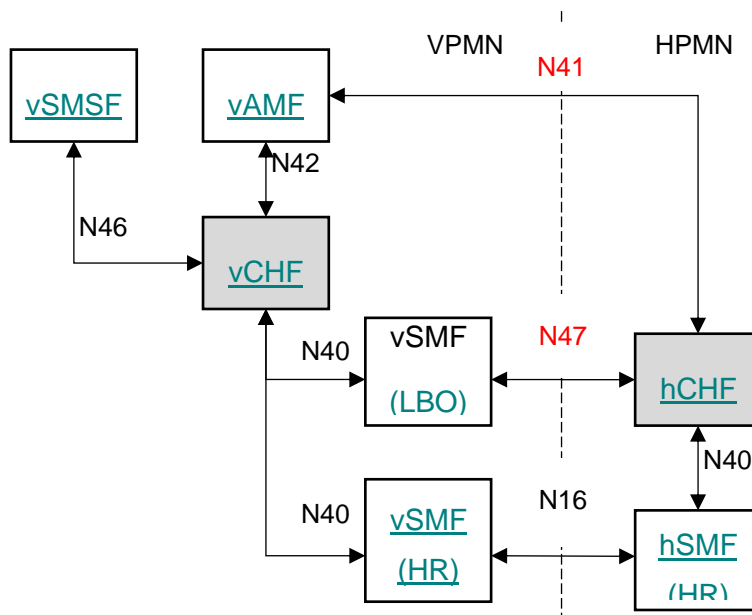 VPMN
HPMN
N41
vSMSF
vAMF
N42
N46
vCHF
N40
vSMF
(LBO)
N47
hCHF
N40
N40
vSMF
(HR)
N16
hSMF
(HR)